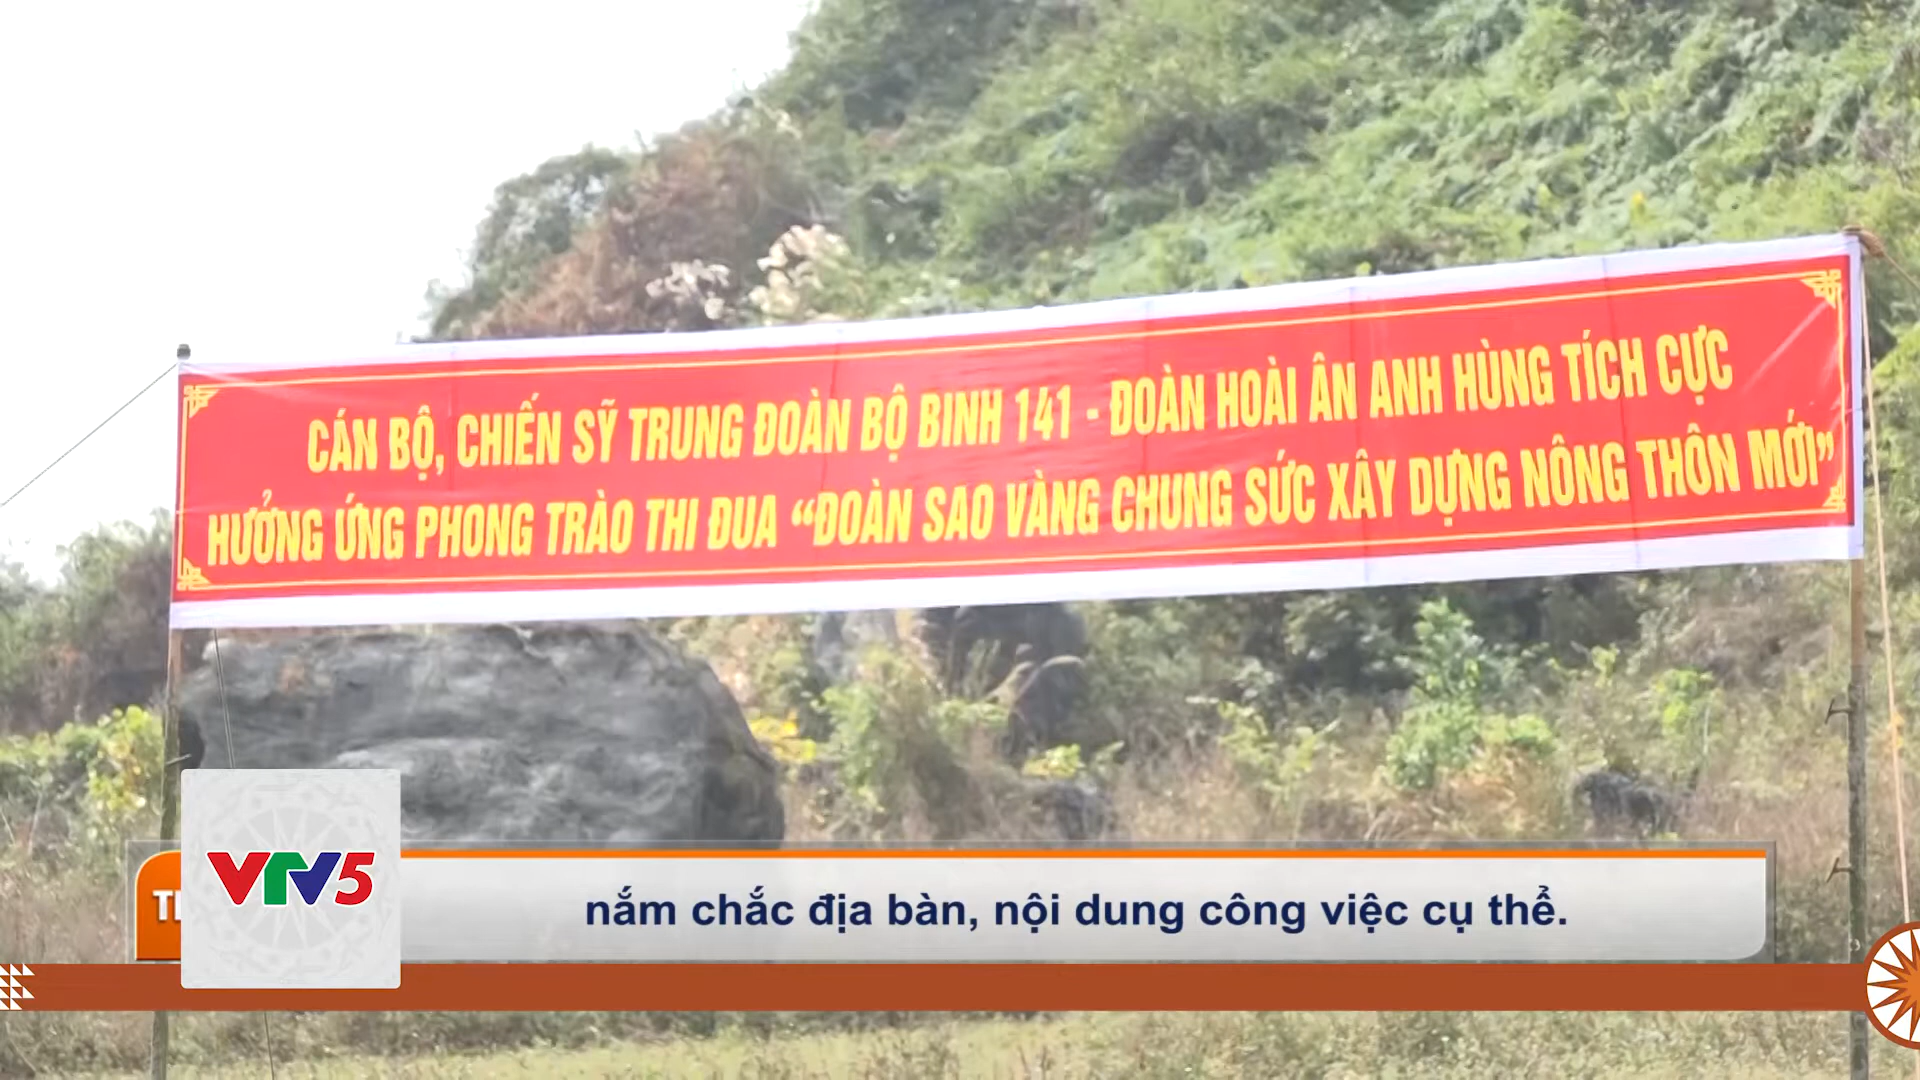 CÁN BỘ, CHIẾN SỸ TRUNG ĐOÀN BỘ BINH 141 - ĐOÀN HOÀI ÂN ANH HÙNG TÍCH CỰC
HƯỞNG ỨNG PHONG TRÀO THI ĐUA “ĐOÀN SAO VÀNG CHUNG SỨC XÂY DỰNG NÔNG THÔN MỚI”
VTV5
nắm chắc địa bàn, nội dung công việc cụ thể.